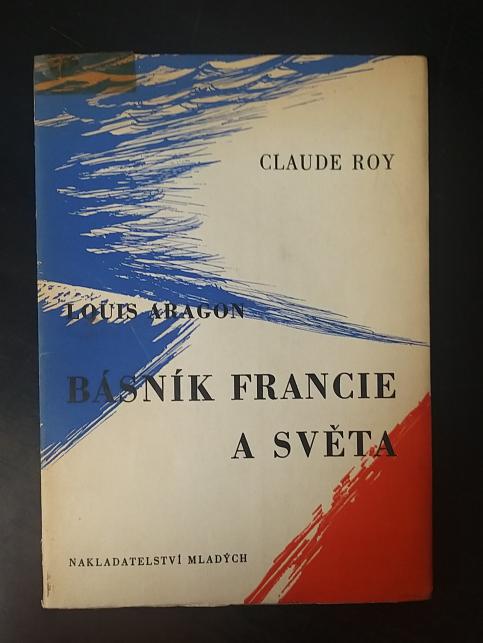 CLAUDE ROY
LOUIS ARAGON
BÁSNÍK FRANCIE
A SVĚTA
NAKLADATELSTVÍ MLADÝCH